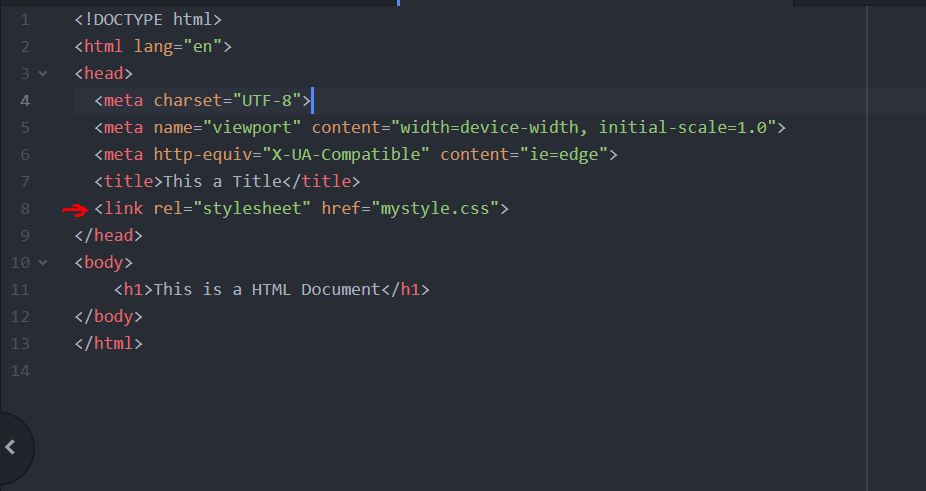 1 <!DOCTYPE html>
2 <html lang="en">
3 <head>
4 <meta charset="UTF-8">
5 <meta name="viewport" content="width=device-width, initial-scale=1.0">
6 <meta http-equiv="X-UA-Compatible" content="ie=edge">
7 <title>This a Title</title>
8 <link rel="stylesheet" href="mystyle.css">
9 </head>
10 <body>
11 <h1>This is a HTML Document</h1>
12 </body>
13 </html>
14